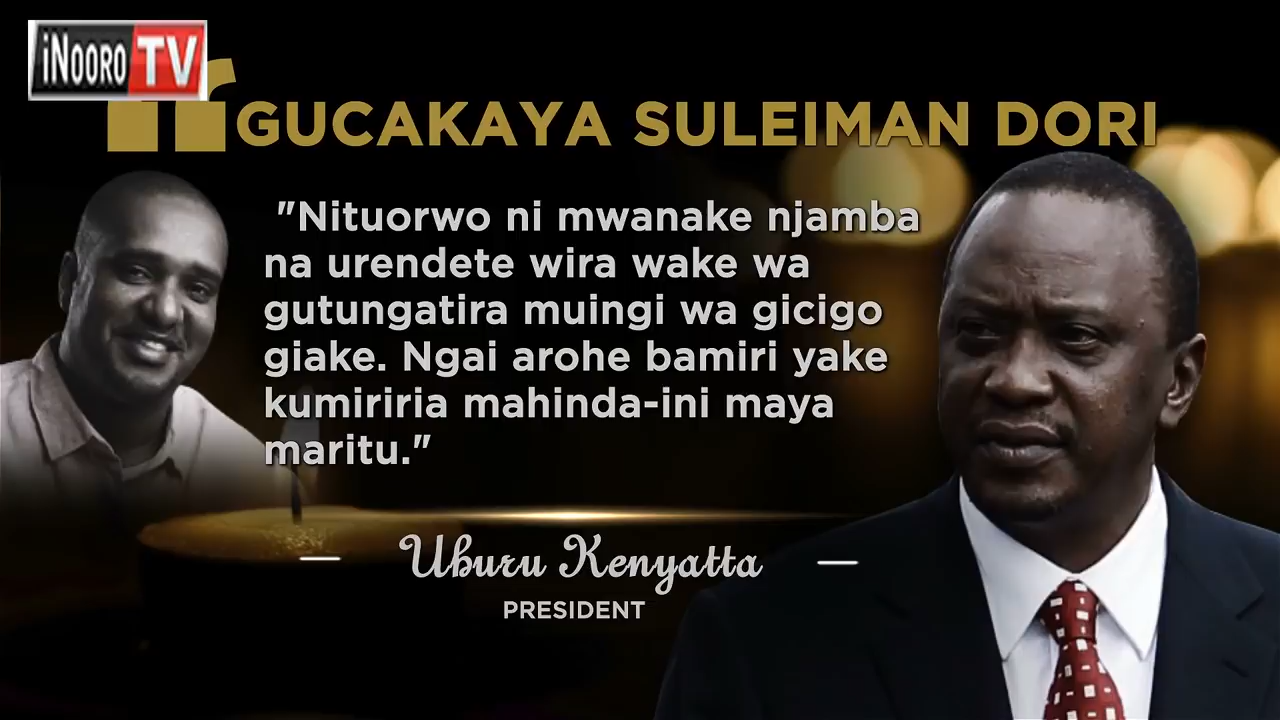 iNOORO TV
GUCAKAYA SULEIMAN DORI
"Nituorwo ni mwanake njamba
na urendete wira wake wa
gutungatira muingi wa gicigo
giake. Ngai arohe bamiri yake
kumiriria mahinda-ini maya
maritu."
Uhuru Kenyatta
PRESIDENT